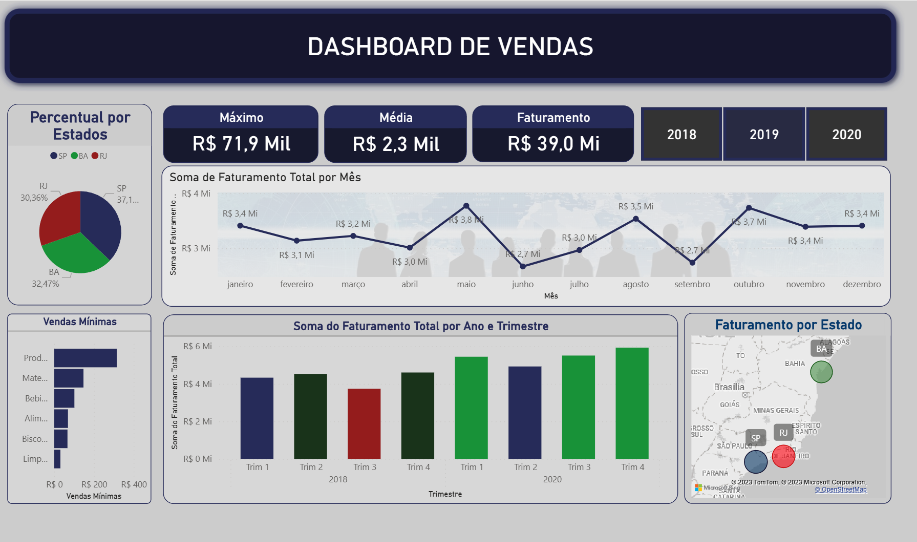 DASHBOARD DE VENDAS
Percentual por
Estados
SP BA RJ
RJ
30,36%
SP
37,1...
BA
32,47%
Máximo
R$ 71,9 Mil
Média
R$ 2,3 Mil
Faturamento
R$ 39,0 Mi
2018
2019
2020
Soma de Faturamento Total por Mês
Soma de Faturamento ...
R$ 4 Mi
R$ 3 Mi
R$ 3,4 Mi
R$ 3,1 Mi
R$ 3,2 Mi
R$ 3,0 Mi
R$ 3,8 Mi
R$ 2,7 Mi
R$ 3,0 Mi
R$ 3,5 Mi
R$ 2,7 Mi
R$ 3,7 Mi
R$ 3,4 Mi
R$ 3,4 Mi
janeiro fevereiro março abril maio junho julho agosto setembro outubro novembro dezembro
Mês
Vendas Mínimas
Prod...
Mate...
Bebi...
Alim...
Bisco...
Limp...
R$ 0 R$ 200 R$ 400
Vendas Mínimas
Soma do Faturamento Total por Ano e Trimestre
Soma do Faturamento Total
R$ 6 Mi
R$ 4 Mi
R$ 2 Mi
R$ 0 Mi
Trim 1 Trim 2 Trim 3 Trim 4 Trim 1 Trim 2 Trim 3 Trim 4
2018 2020
Trimestre
Faturamento por Estado
BA
ALAGOAS
TO
BAHIA
OSSO
Brasília
GOIÁS
MINAS GERAIS
GROSSO
SUL
ESPÍRITO
SANTO
SP
RJ
SÃO PAULO
RIO
DE JANEIRO
PARANÁ
SANTA
CATARINA
Microsoft Bing
© 2023 TomTom, © 2023 Microsoft Corporation,
© OpenStreetMap